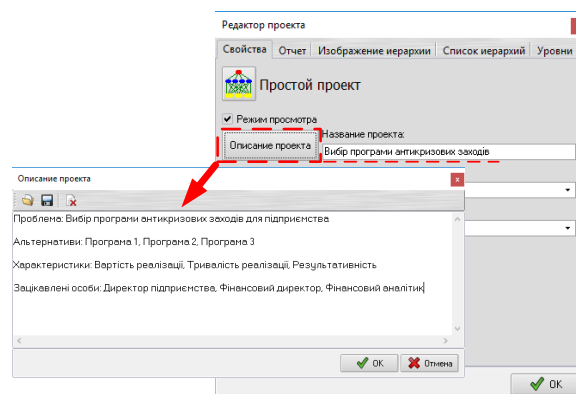 Редактор проекта
Свойства Отчет Изображение иерархии Список иерархий Уровни
Простой проект
Режим просмотра
Название проекта:
Описание проекта
Вибір програми антикризових заходів
Описание проекта
Проблема: Вибір програми антикризових заходів для підприємства
Альтернативи: Програма 1, Програма 2, Програма 3
Характеристики: Вартість реалізації, Тривалість реалізації, Результативність
Зацікавлені особи: Директор підприємства, Фінансовий директор, Фінансовий аналітик
OK Отмена
OK